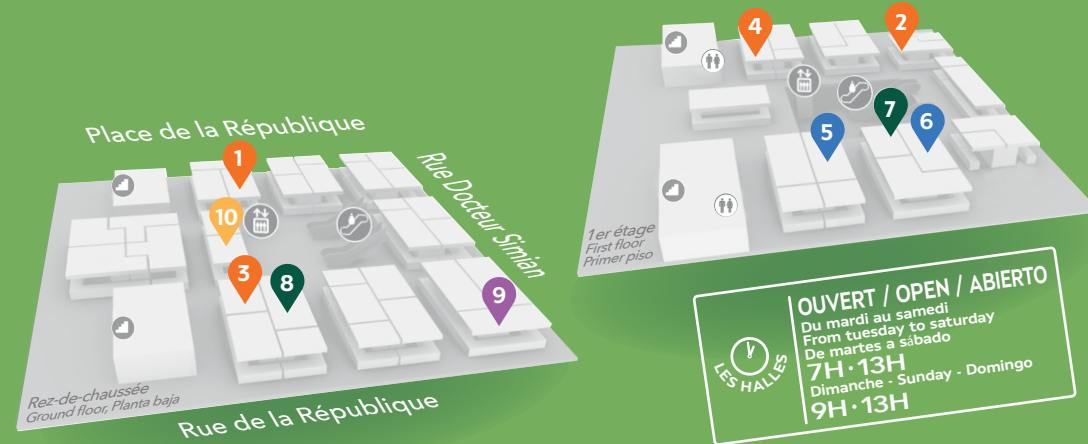 Place de la République
Rue Docteur Simian
1
10
3
8
9
Rez-de-chaussée
Ground floor, Planta baja
Rue de la République
4
2
7
5
6
1er étage
First floor
Primer piso
LES HALLES
OUVERT / OPEN / ABIERTO
Du mardi au samedi
From tuesday to saturday
De martes a sábado
7H·13H
Dimanche - Sunday - Domingo
9H·13H